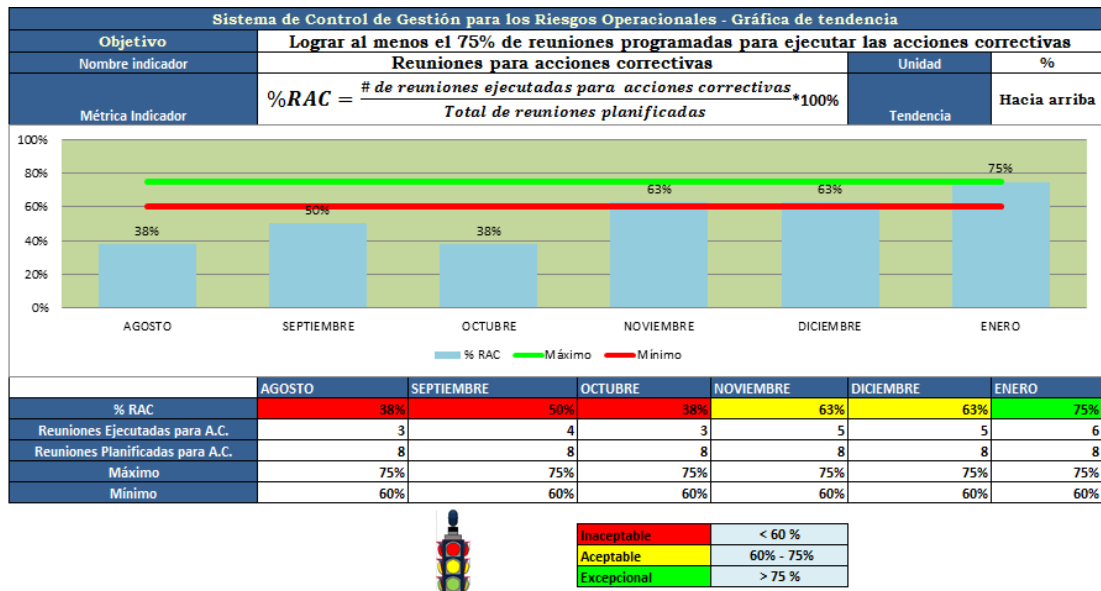 Sistema de Control de Gestión para los Riesgos Operacionales - Gráfica de tendencia
Objetivo Lograr al menos el 75% de reuniones programadas para ejecutar las acciones correctivas
Nombre indicador Reuniones para acciones correctivas Unidad %
Métrica Indicador %RAC = # de reuniones ejecutadas para acciones correctivas / Total de reuniones planificadas *100% Tendencia Hacia arriba
100%
80%
60%
40%
20%
0%
38% 50% 38% 63% 63% 75%
AGOSTO SEPTIEMBRE OCTUBRE NOVIEMBRE DICIEMBRE ENERO
% RAC Máximo Mínimo
AGOSTO SEPTIEMBRE OCTUBRE NOVIEMBRE DICIEMBRE ENERO
% RAC 38% 50% 38% 63% 63% 75%
Reuniones Ejecutadas para A.C. 3 4 3 5 5 6
Reuniones Planificadas para A.C. 8 8 8 8 8 8
Máximo 75% 75% 75% 75% 75% 75%
Mínimo 60% 60% 60% 60% 60% 60%
Inaceptable < 60 %
Aceptable 60% - 75%
Excepcional > 75 %